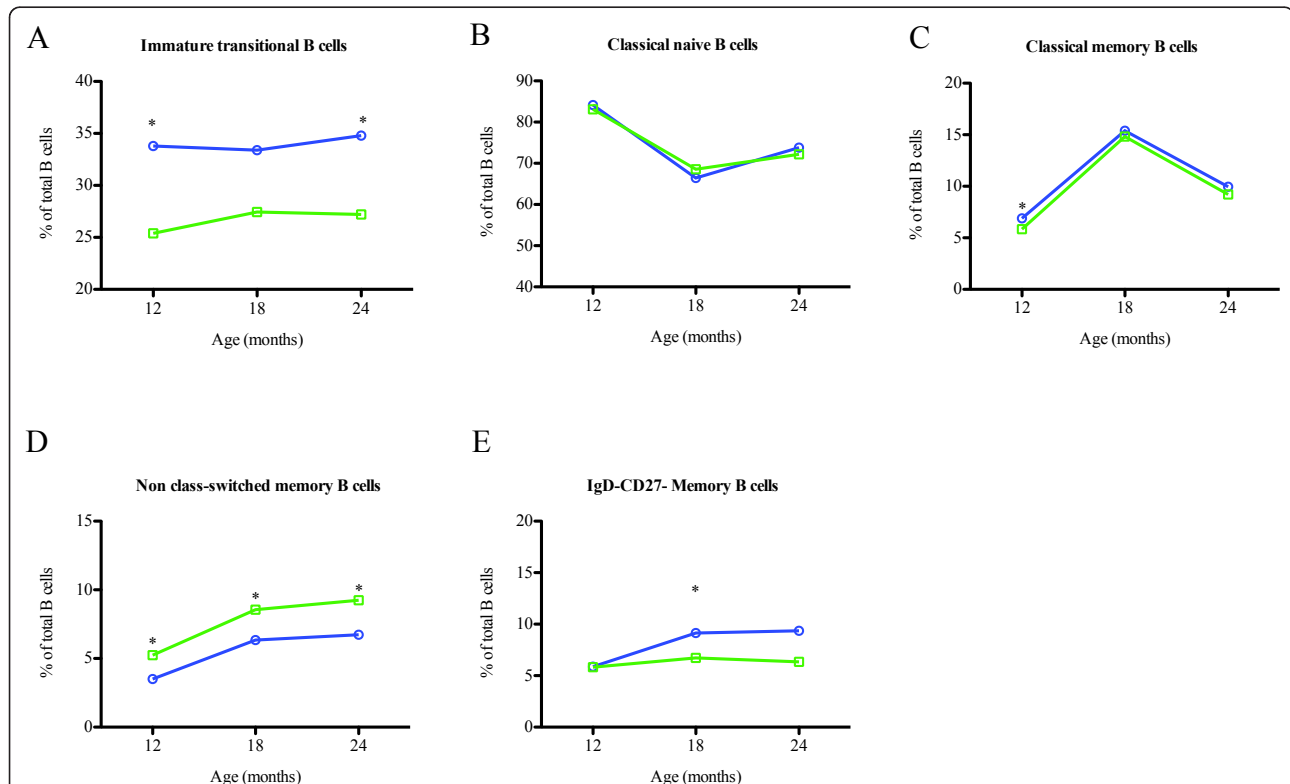 A
Immature transitional B cells
% of total B cells
40
35
30
25
20
*
*
12 18 24
Age (months)
B
Classical naive B cells
% of total B cells
90
80
70
60
50
40
12 18 24
Age (months)
C
Classical memory B cells
% of total B cells
20
15
10
5
0
*
12 18 24
Age (months)
D
Non class-switched memory B cells
% of total B cells
15
10
5
0
*
*
*
12 18 24
Age (months)
E
IgD-CD27- Memory B cells
% of total B cells
20
15
10
5
0
*
12 18 24
Age (months)